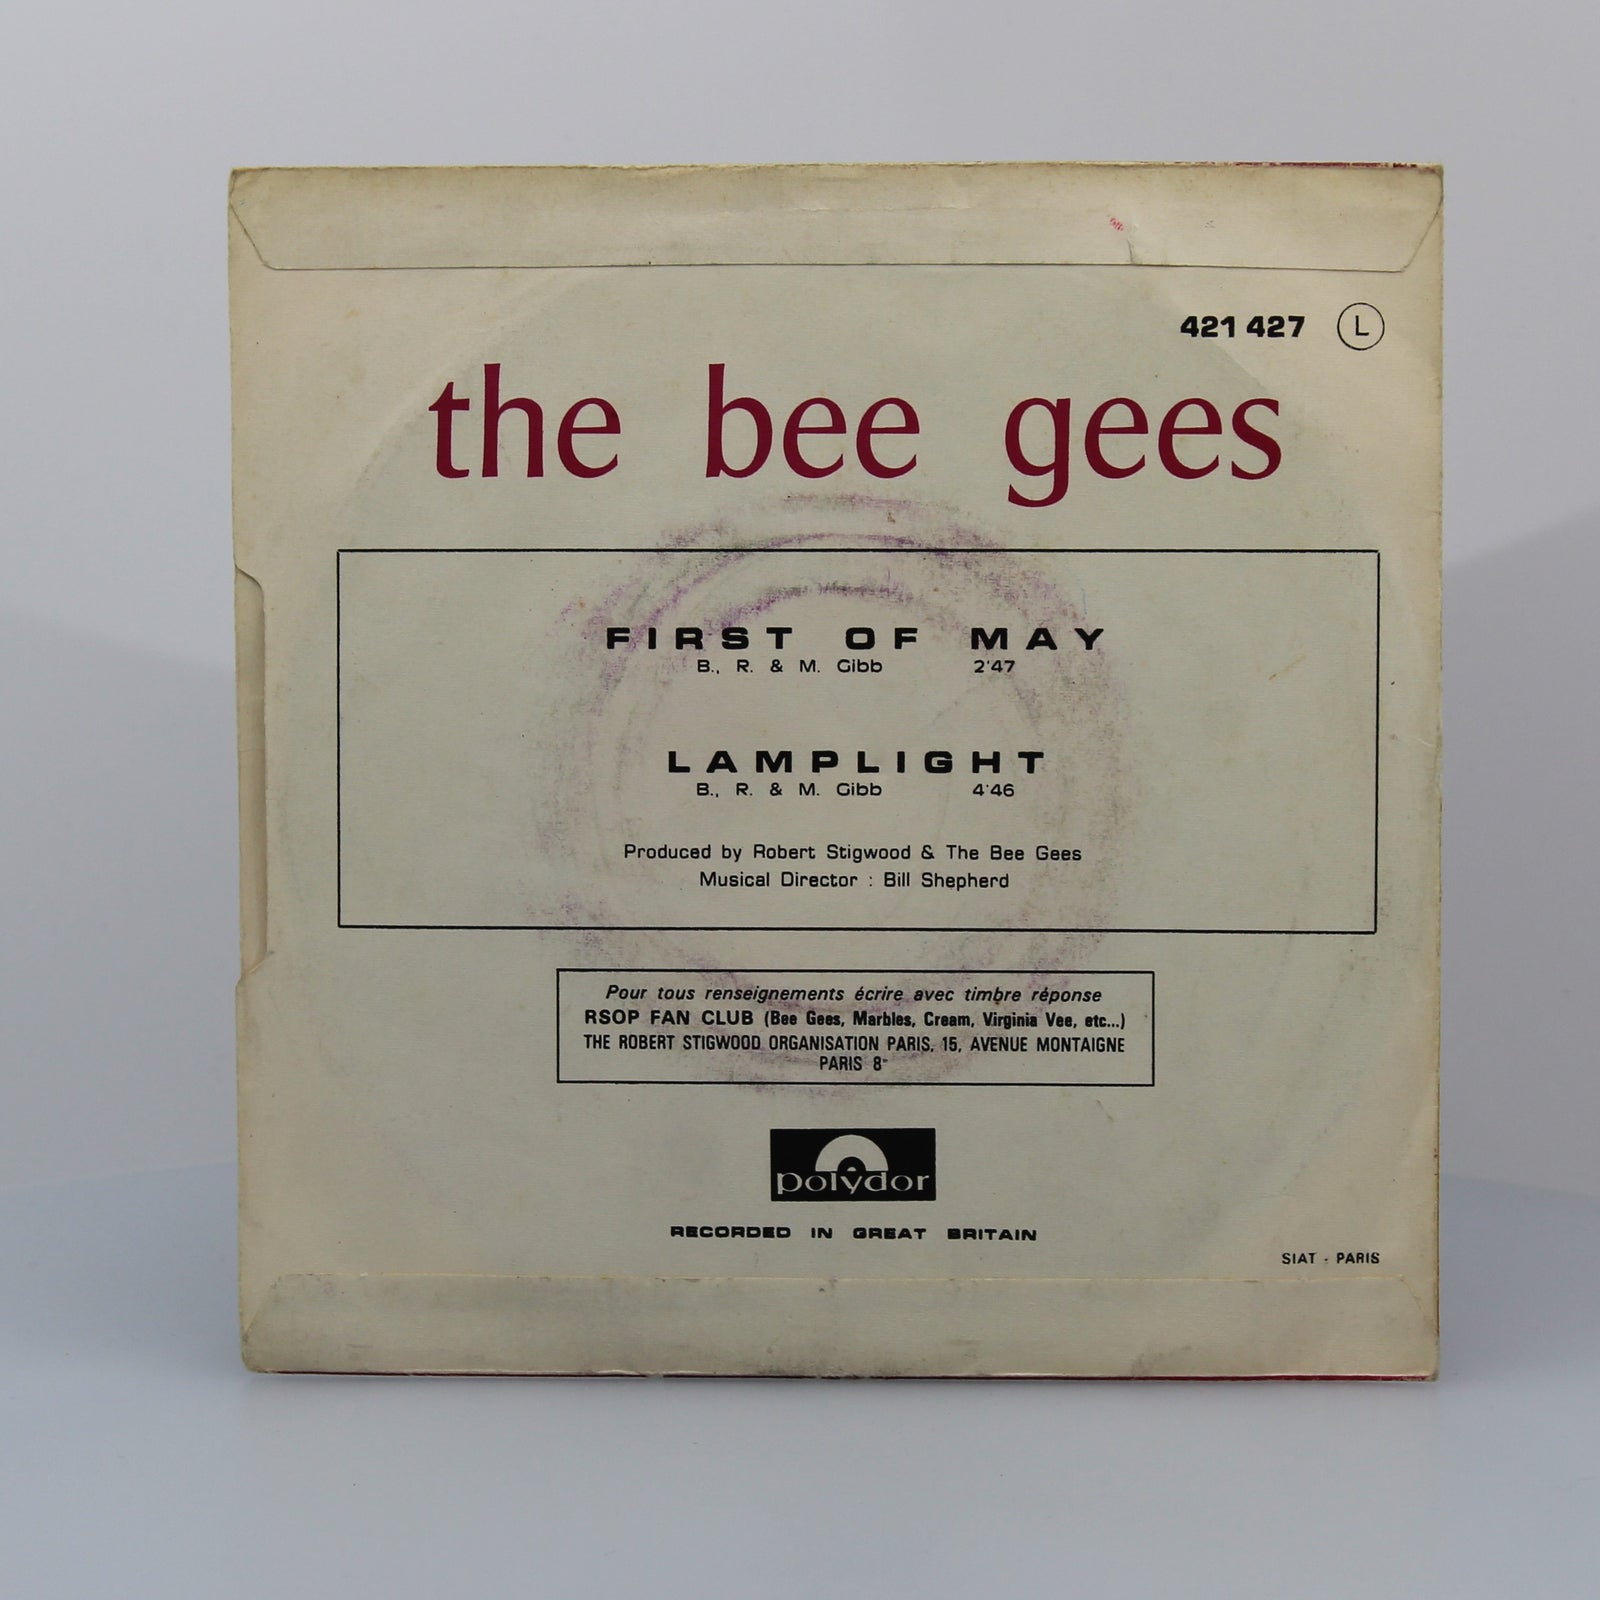 421 427 L
the bee gees
FIRST OF MAY
B., R. & M. Gibb 2'47
LAMPLIGHT
B., R. & M. Gibb 4'46
Produced by Robert Stigwood & The Bee Gees
Musical Director : Bill Shepherd
Pour tous renseignements écrire avec timbre réponse
RSOP FAN CLUB (Bee Gees, Marbles, Cream, Virginia Vee, etc...)
THE ROBERT STIGWOOD ORGANISATION PARIS, 15, AVENUE MONTAIGNE
PARIS 8e
polydor
RECORDED IN GREAT BRITAIN
SIAT - PARIS